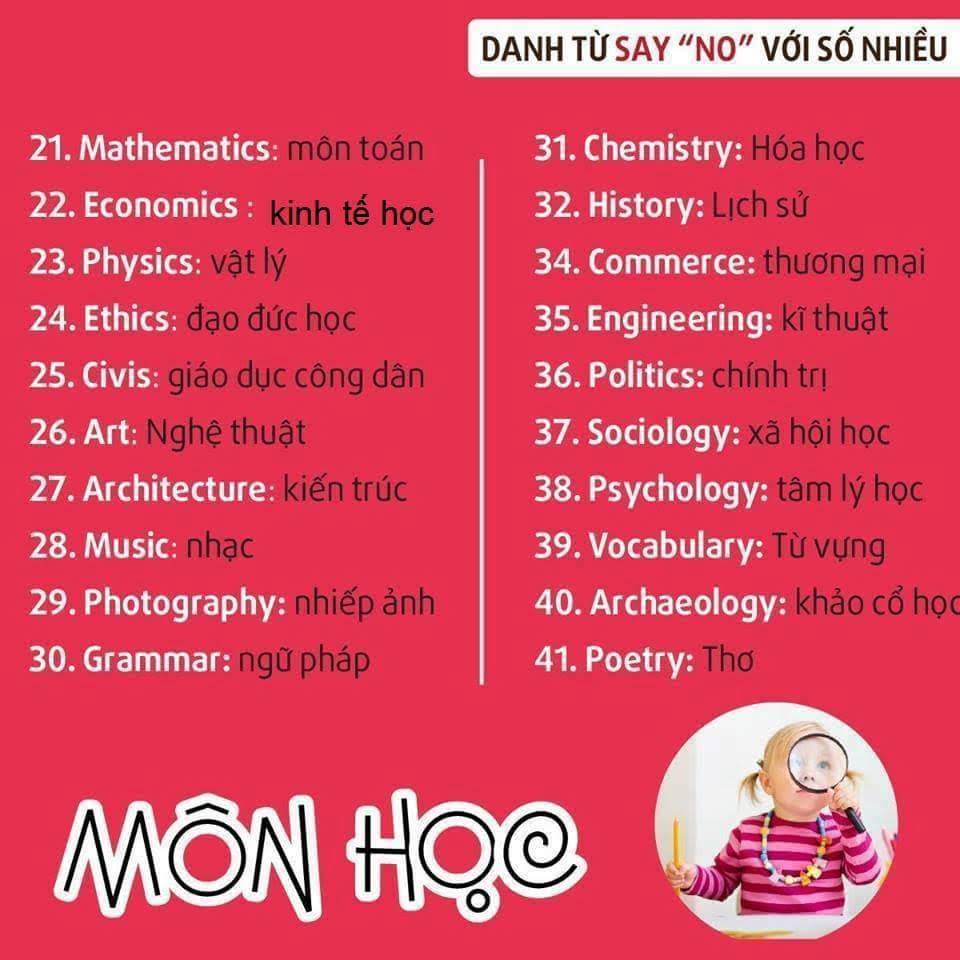 DANH TỪ SAY “NO” VỚI SỐ NHIỀU
21. Mathematics: môn toán
22. Economics : kinh tế học
23. Physics: vật lý
24. Ethics: đạo đức học
25. Civis: giáo dục công dân
26. Art: Nghệ thuật
27. Architecture: kiến trúc
28. Music: nhạc
29. Photography: nhiếp ảnh
30. Grammar: ngữ pháp
31. Chemistry: Hóa học
32. History: Lịch sử
34. Commerce: thương mại
35. Engineering: kĩ thuật
36. Politics: chính trị
37. Sociology: xã hội học
38. Psychology: tâm lý học
39. Vocabulary: Từ vựng
40. Archaeology: khảo cổ học
41. Poetry: Thơ
MÔN HỌC